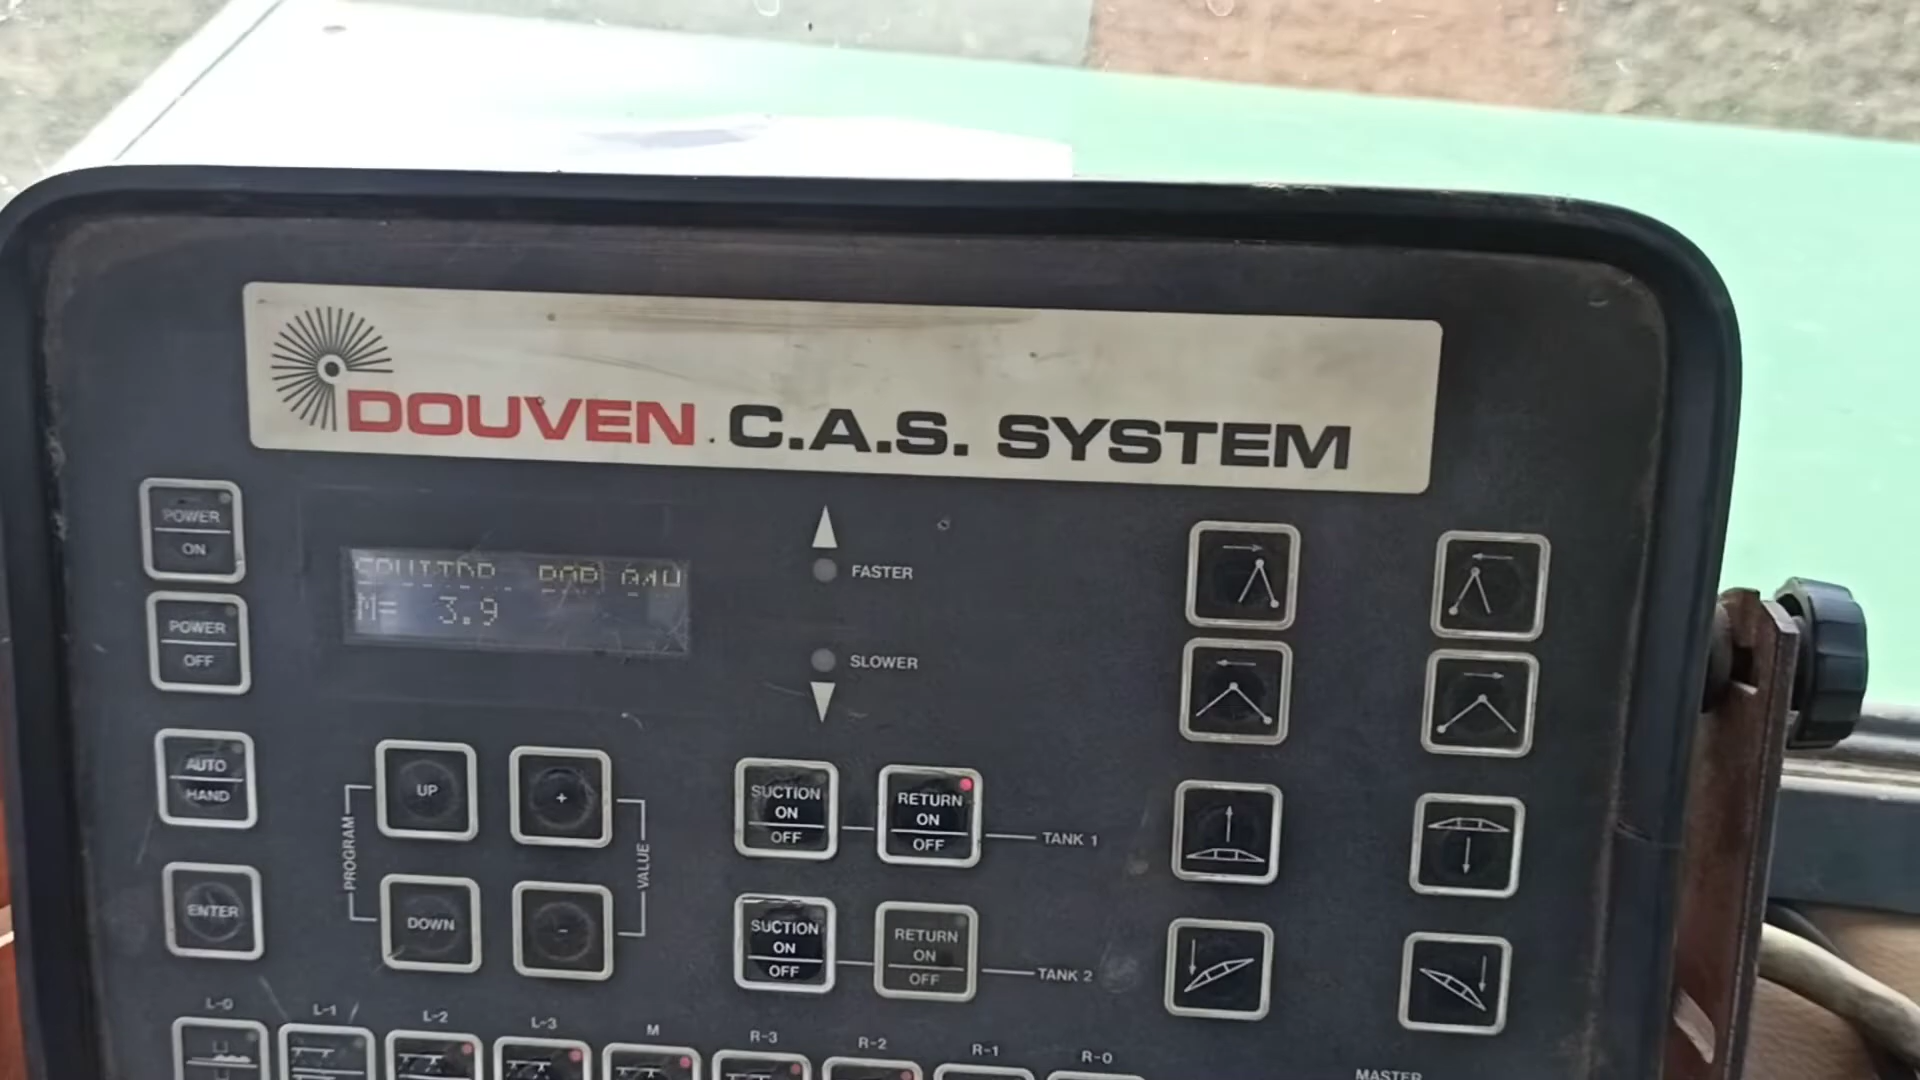 DOUVEN C.A.S. SYSTEM
POWER
ON
POWER
OFF
AUTO
HAND
ENTER
M= 3.9
FASTER
SLOWER
PROGRAM
UP
DOWN
+
-
VALUE
SUCTION
ON
OFF
RETURN
ON
OFF
TANK 1
SUCTION
ON
OFF
RETURN
ON
OFF
TANK 2
L-0
L-1
L-2
L-3
M
R-3
R-2
R-1
R-0
MASTER